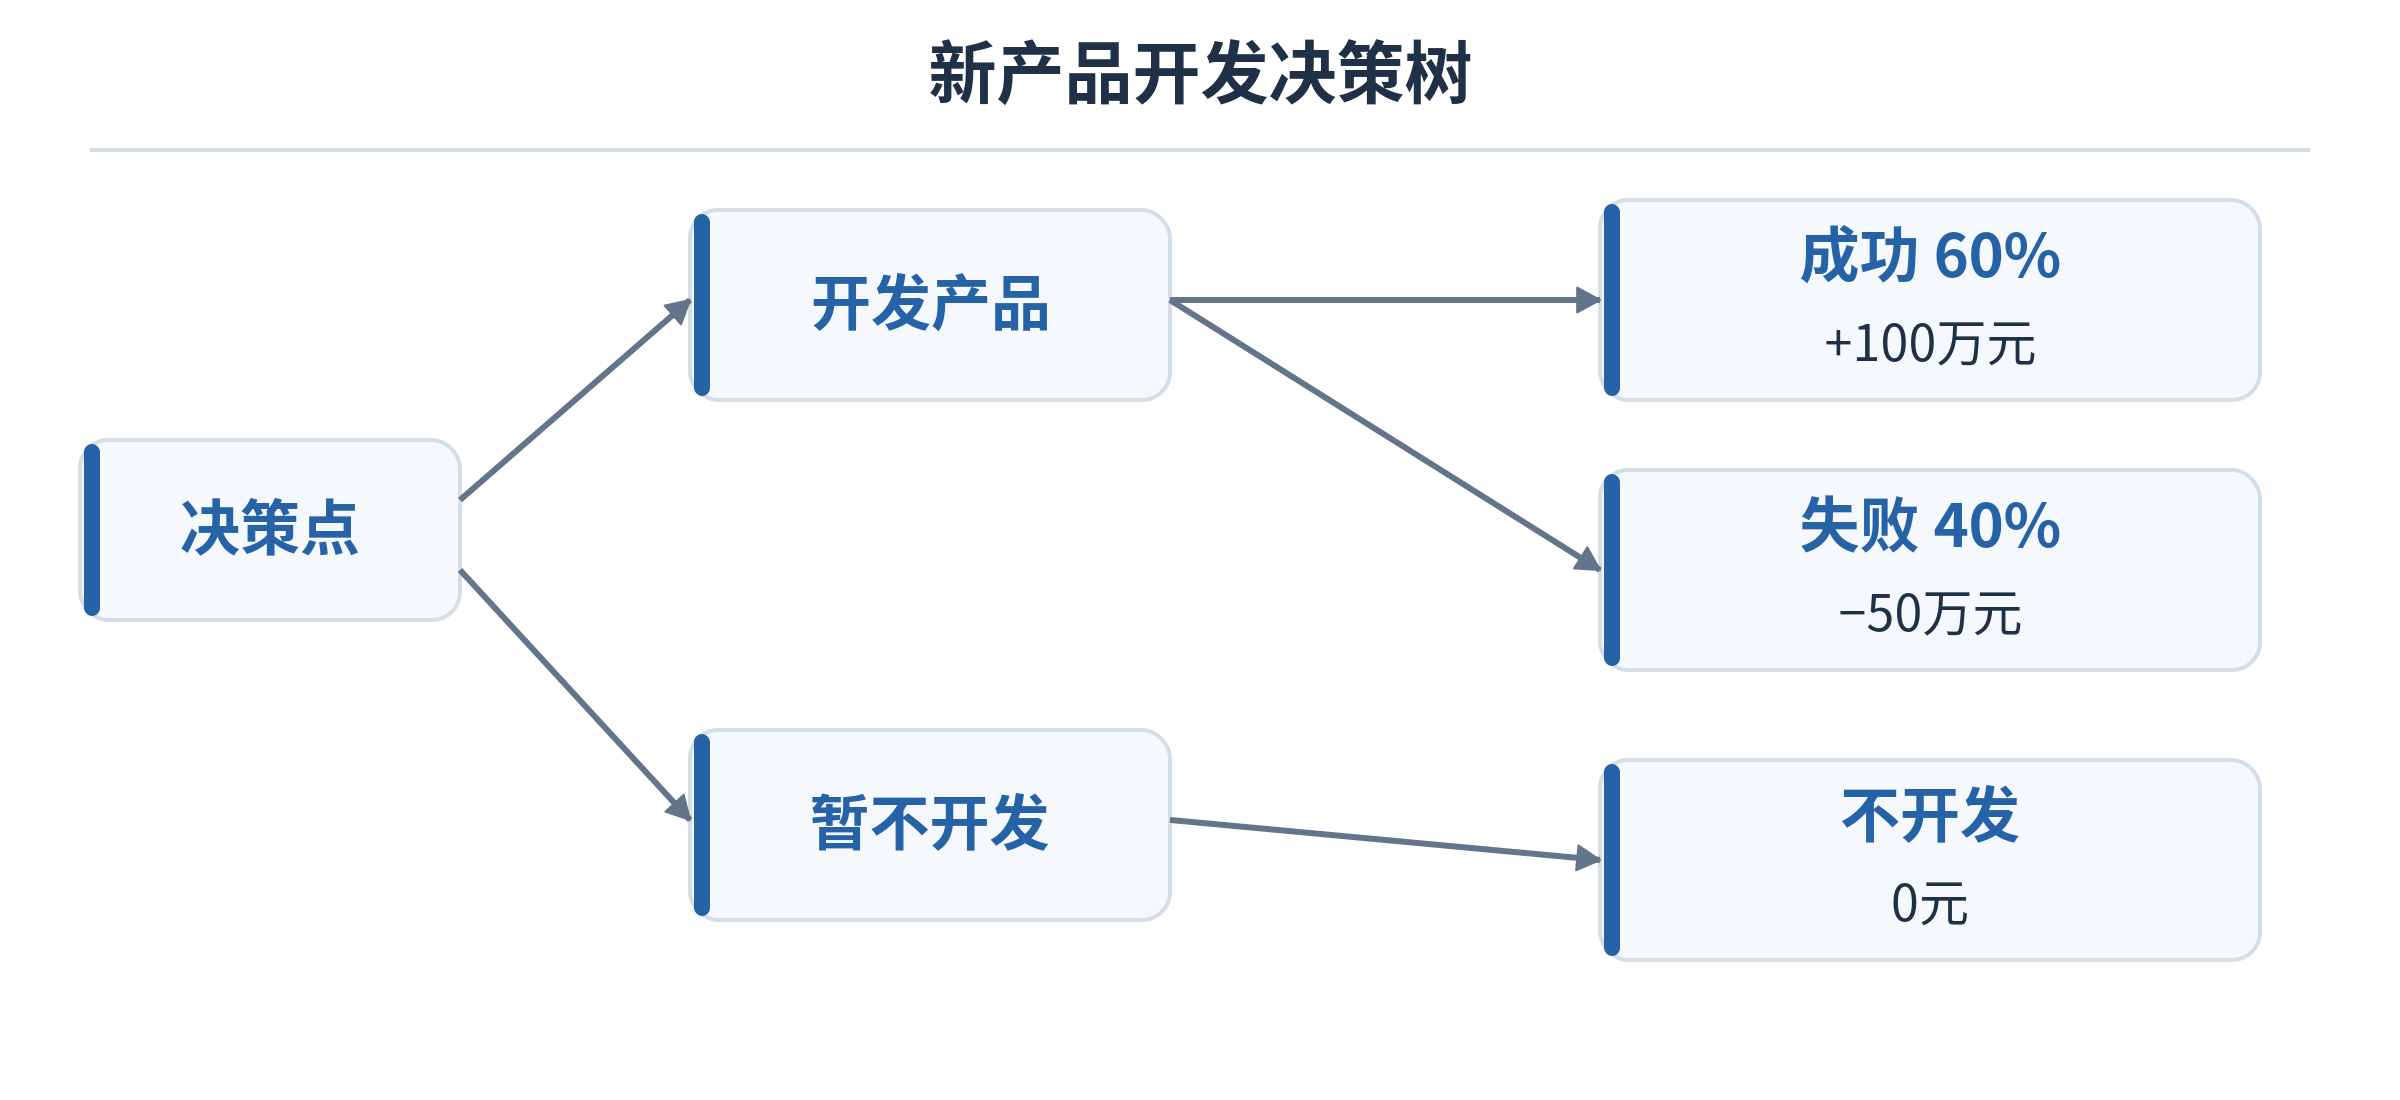 新产品开发决策树
决策点
开发产品
暂不开发
成功 60%
+100万元
失败 40%
−50万元
不开发
0元